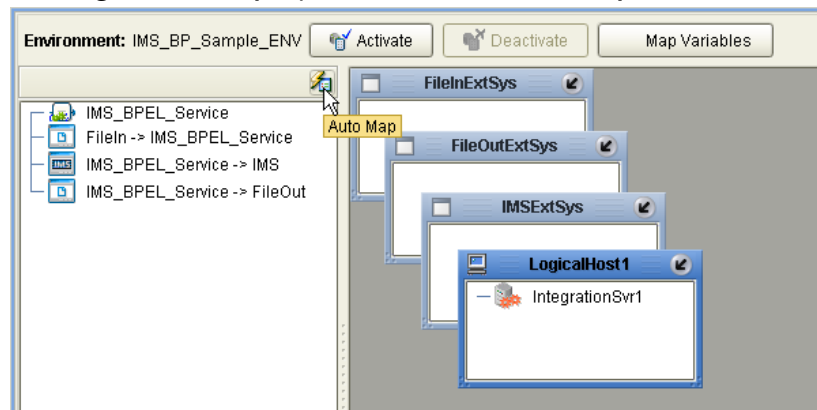 Environment: IMS_BP_Sample_ENV Activate Deactivate Map Variables
Auto Map
IMS_BPEL_Service
FileIn -> IMS_BPEL_Service
IMS_BPEL_Service -> IMS
IMS_BPEL_Service -> FileOut
FileInExtSys
FileOutExtSys
IMSExtSys
LogicalHost1
IntegrationSvr1